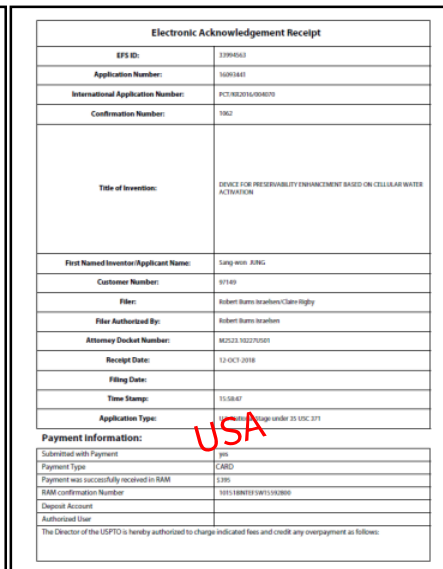 Electronic Acknowledgement Receipt
EFS ID: 33994563
Application Number: 16093441
International Application Number: PCT/KR2016/004070
Confirmation Number: 1062
Title of Invention: DEVICE FOR PRESERVABILITY ENHANCEMENT BASED ON CELLULAR WATER
ACTIVATION
First Named Inventor/Applicant Name: Sang-won JUNG
Customer Number: 97149
Filer: Robert Burns Israelsen/Claire Rigby
Filer Authorized By: Robert Burns Israelsen
Attorney Docket Number: M2523.10227US01
Receipt Date: 12-OCT-2018
Filing Date:
Time Stamp: 15:58:47
Application Type: Stage under 35 USC 371
USA
Payment information:
Submitted with Payment yes
Payment Type CARD
Payment was successfully received in RAM $395
RAM confirmation Number
Deposit Account
Authorized User
The Director of the USPTO is hereby authorized to charge indicated fees and credit any overpayment as follows: